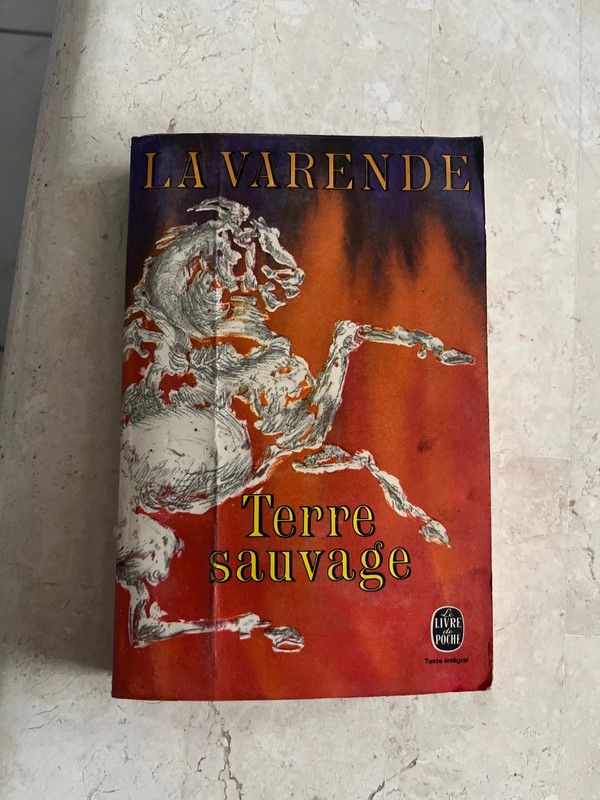 LA VARENDE
Terre
sauvage
Le
LIVRE
de
POCHE
Texte intégral